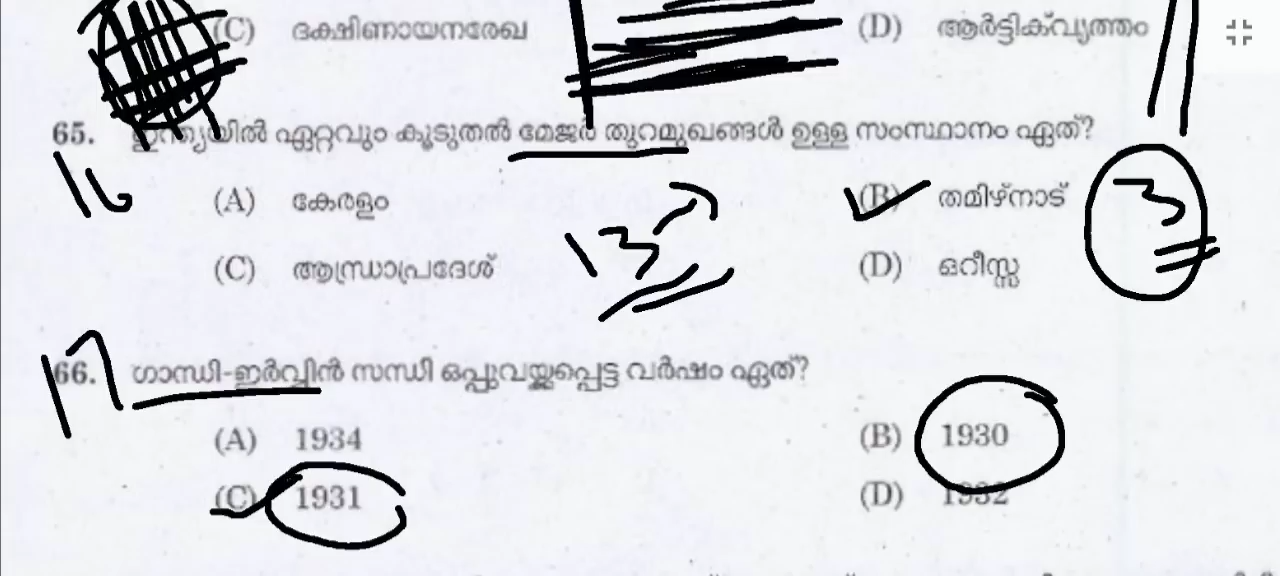 (C) ദക്ഷിണായനരേഖ (D) ആർട്ടിക്‌വൃത്തം
65. ഇന്ത്യയിൽ ഏറ്റവും കൂടുതൽ മേജർ തുറമുഖങ്ങൾ ഉള്ള സംസ്ഥാനം ഏത്?
16
(A) കേരളം (B) തമിഴ്‌നാട് 3
(C) ആന്ധ്രാപ്രദേശ് 13 (D) ഒറീസ്സ
17
66. ഗാന്ധി-ഇർവ്വിൻ സന്ധി ഒപ്പുവയ്ക്കപ്പെട്ട വർഷം ഏത്?
(A) 1934 (B) 1930
(C) 1931 (D) 1932